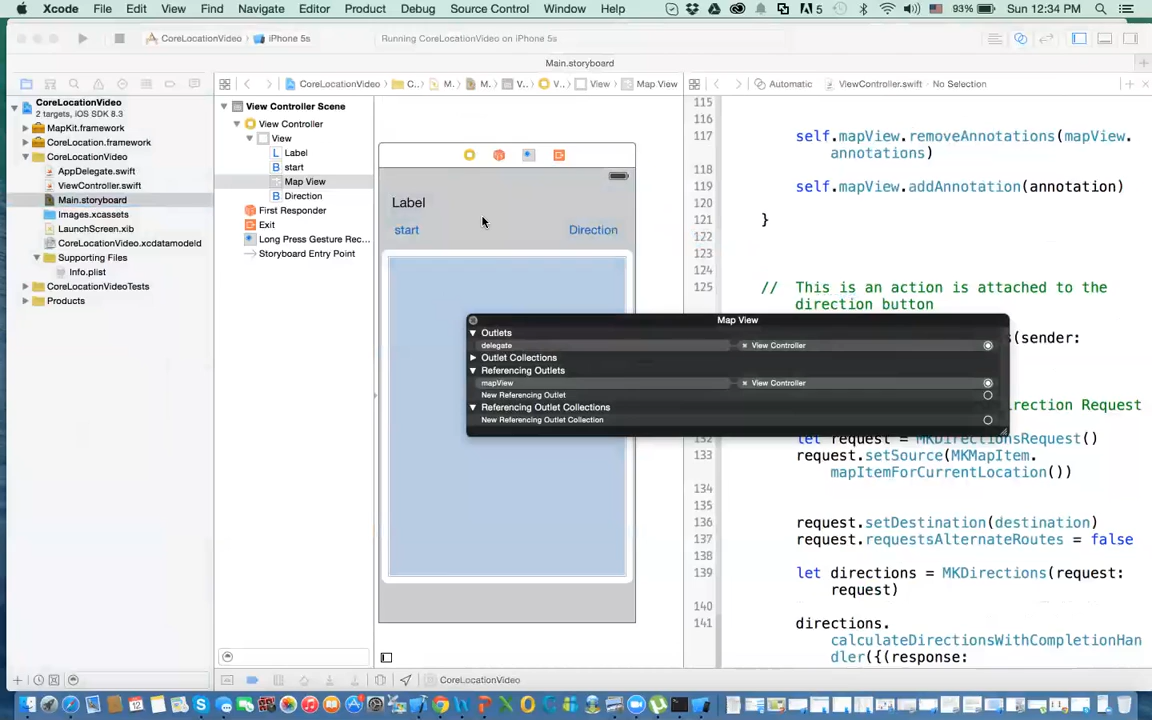 Xcode File Edit View Find Navigate Editor Product Debug Source Control Window Help
5 93% Sun 12:34 PM
CoreLocationVideo iPhone 5s Running CoreLocationVideo on iPhone 5s
Main.storyboard
CoreLocationVideo C... M... M... V... V... View Map View
Automatic ViewController.swift No Selection
CoreLocationVideo
2 targets, iOS SDK 8.3
MapKit.framework
CoreLocation.framework
CoreLocationVideo
AppDelegate.swift
ViewController.swift
Main.storyboard
Images.xcassets
LaunchScreen.xib
CoreLocationVideo.xcdatamodeld
Supporting Files
Info.plist
CoreLocationVideoTests
Products
View Controller Scene
View Controller
View
L Label
B start
Map View
B Direction
First Responder
Exit
Long Press Gesture Rec...
Storyboard Entry Point
Label
start Direction
Map View
Outlets
delegate View Controller
Outlet Collections
Referencing Outlets
mapView View Controller
New Referencing Outlet
Referencing Outlet Collections
New Referencing Outlet Collection
115
116
117 self.mapView.removeAnnotations(mapView.
annotations)
118
119 self.mapView.addAnnotation(annotation)
120
121 }
122
123
124
125 // This is an action is attached to the
direction button
s(sender:
irection Request
132 let request = MKDirectionsRequest()
133 request.setSource(MKMapItem.
mapItemForCurrentLocation())
134
135
136 request.setDestination(destination)
137 request.requestsAlternateRoutes = false
138
139 let directions = MKDirections(request:
request)
140
141 directions.
calculateDirectionsWithCompletionHan
dler({(response:
CoreLocationVideo